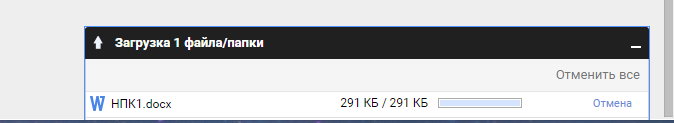 Загрузка 1 файла/папки
Отменить все
НПК1.docx 291 КБ / 291 КБ Отмена